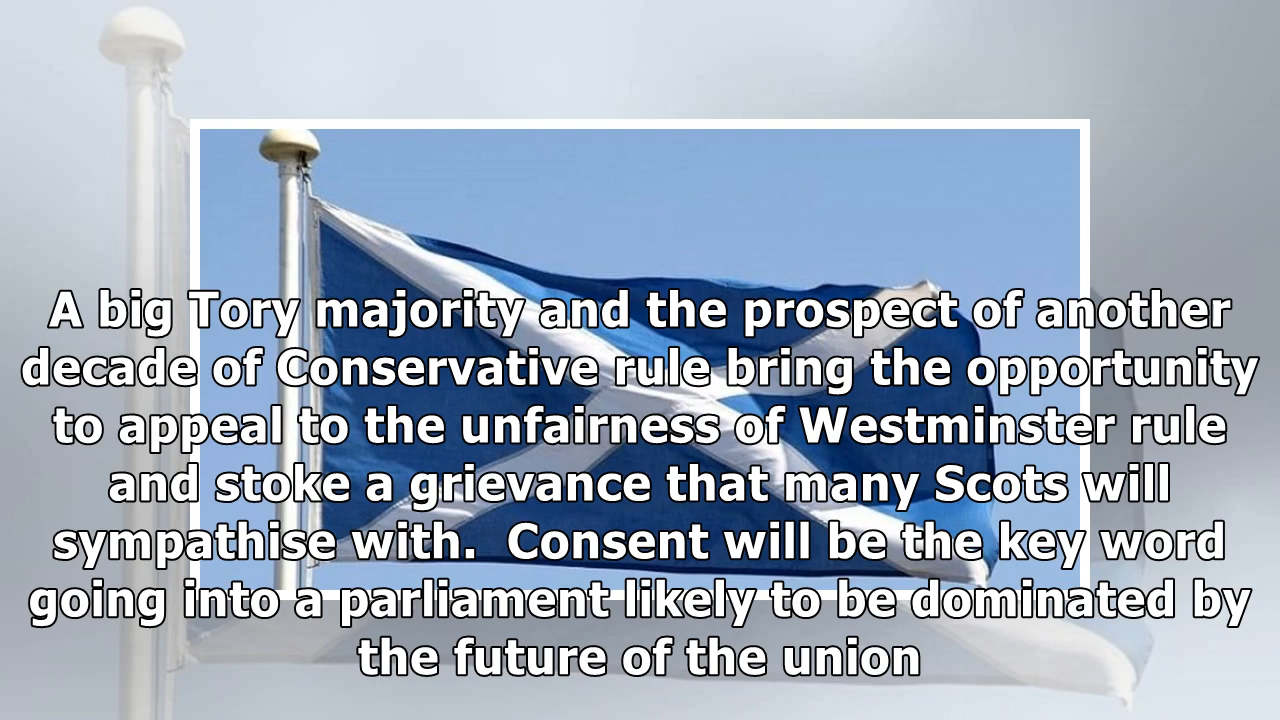 A big Tory majority and the prospect of another
decade of Conservative rule bring the opportunity
to appeal to the unfairness of Westminster rule
and stoke a grievance that many Scots will
sympathise with.  Consent will be the key word
going into a parliament likely to be dominated by
the future of the union